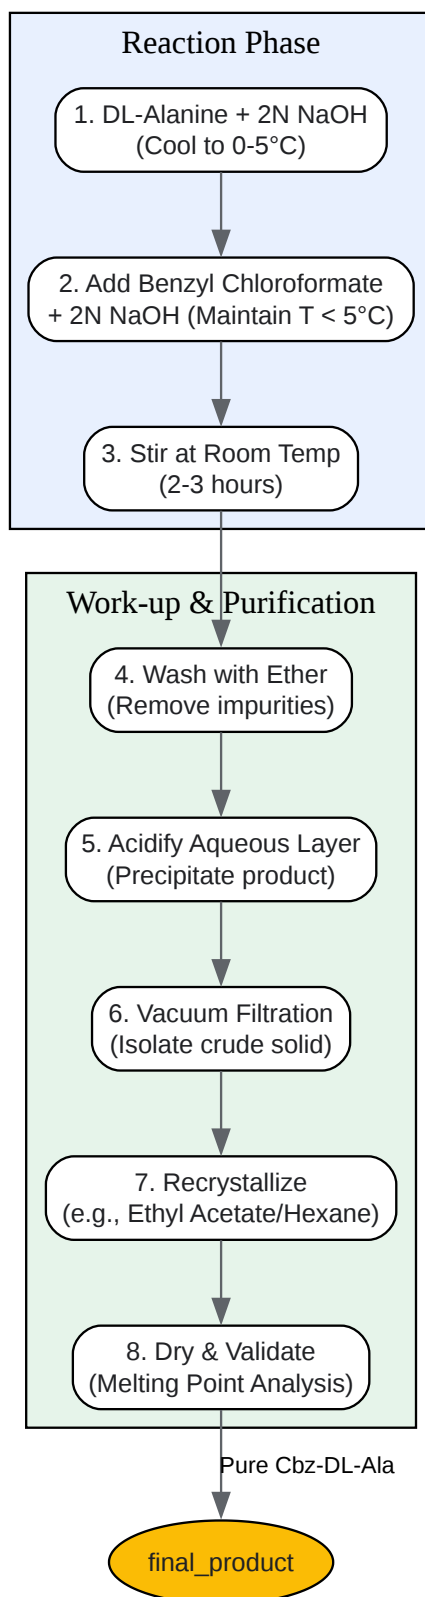 Reaction Phase
1. DL-Alanine + 2N NaOH
(Cool to 0-5°C)
2. Add Benzyl Chloroformate
+ 2N NaOH (Maintain T < 5°C)
3. Stir at Room Temp
(2-3 hours)
Work-up & Purification
4. Wash with Ether
(Remove impurities)
5. Acidify Aqueous Layer
(Precipitate product)
6. Vacuum Filtration
(Isolate crude solid)
7. Recrystallize
(e.g., Ethyl Acetate/Hexane)
8. Dry & Validate
(Melting Point Analysis)
Pure Cbz-DL-Ala
final_product